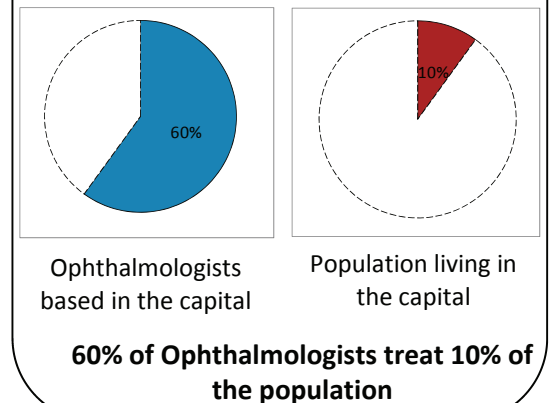 60%
10%
Ophthalmologists
based in the capital
Population living in
the capital
60% of Ophthalmologists treat 10% of
the population